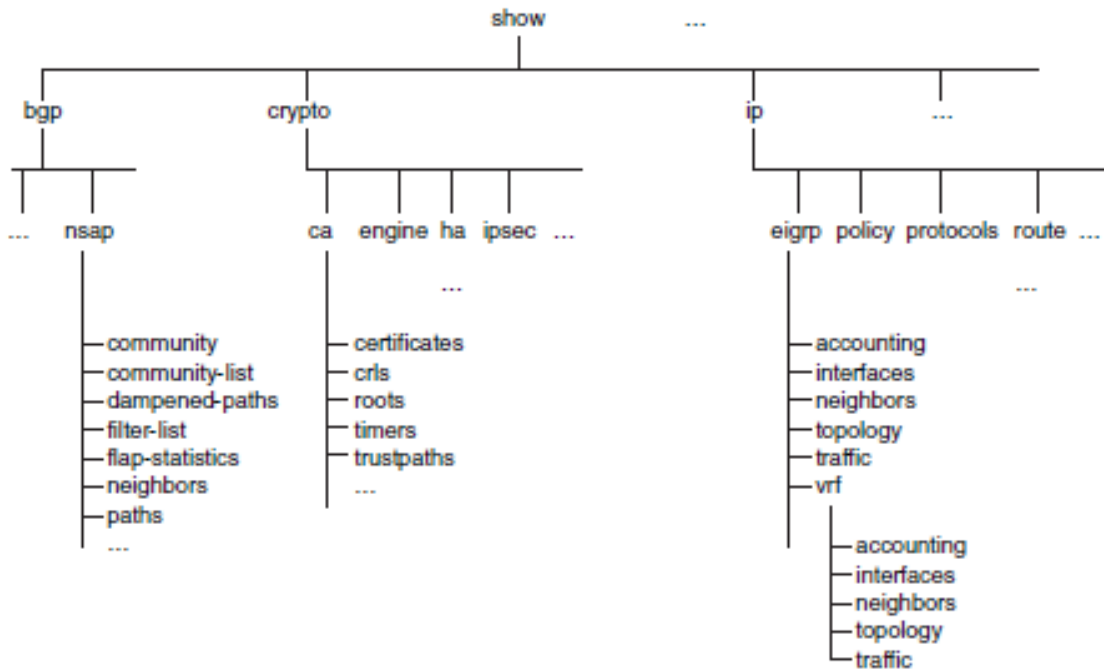 show ...
bgp crypto ip ...
... nsap ca engine ha ipsec ... eigrp policy protocols route ...
... ...
community certificates accounting
community-list crls interfaces
dampened-paths roots neighbors
filter-list timers topology
flap-statistics trustpaths traffic
neighbors ... vrf
paths
... accounting
interfaces
neighbors
topology
traffic